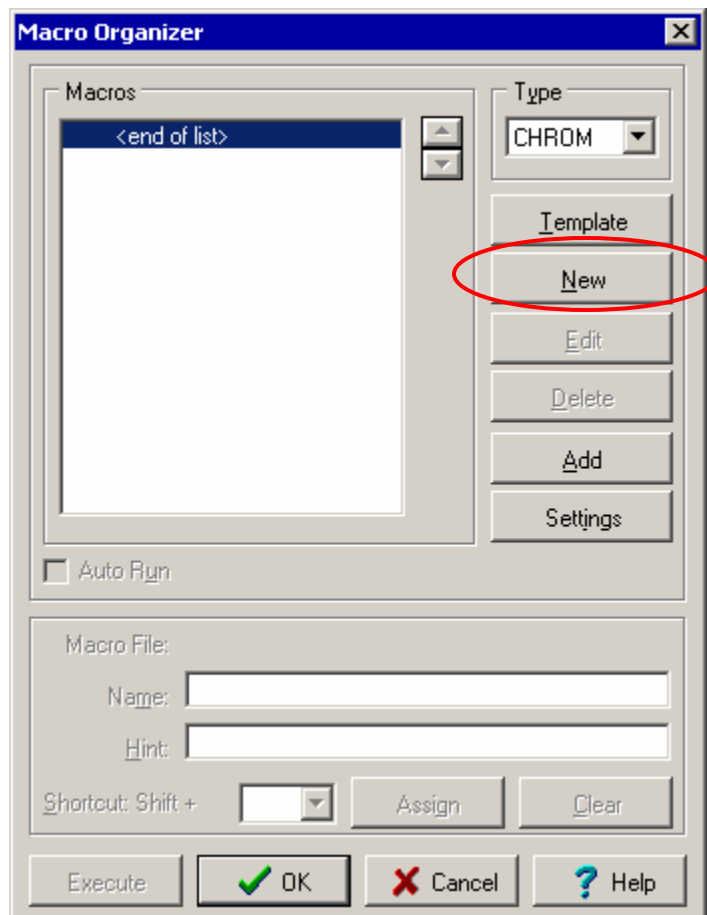 Macro Organizer
Macros
<end of list>
Type
CHROM
Template
New
Edit
Delete
Add
Settings
Auto Run
Macro File:
Name:
Hint:
Shortcut: Shift +
Assign
Clear
Execute
OK
Cancel
Help